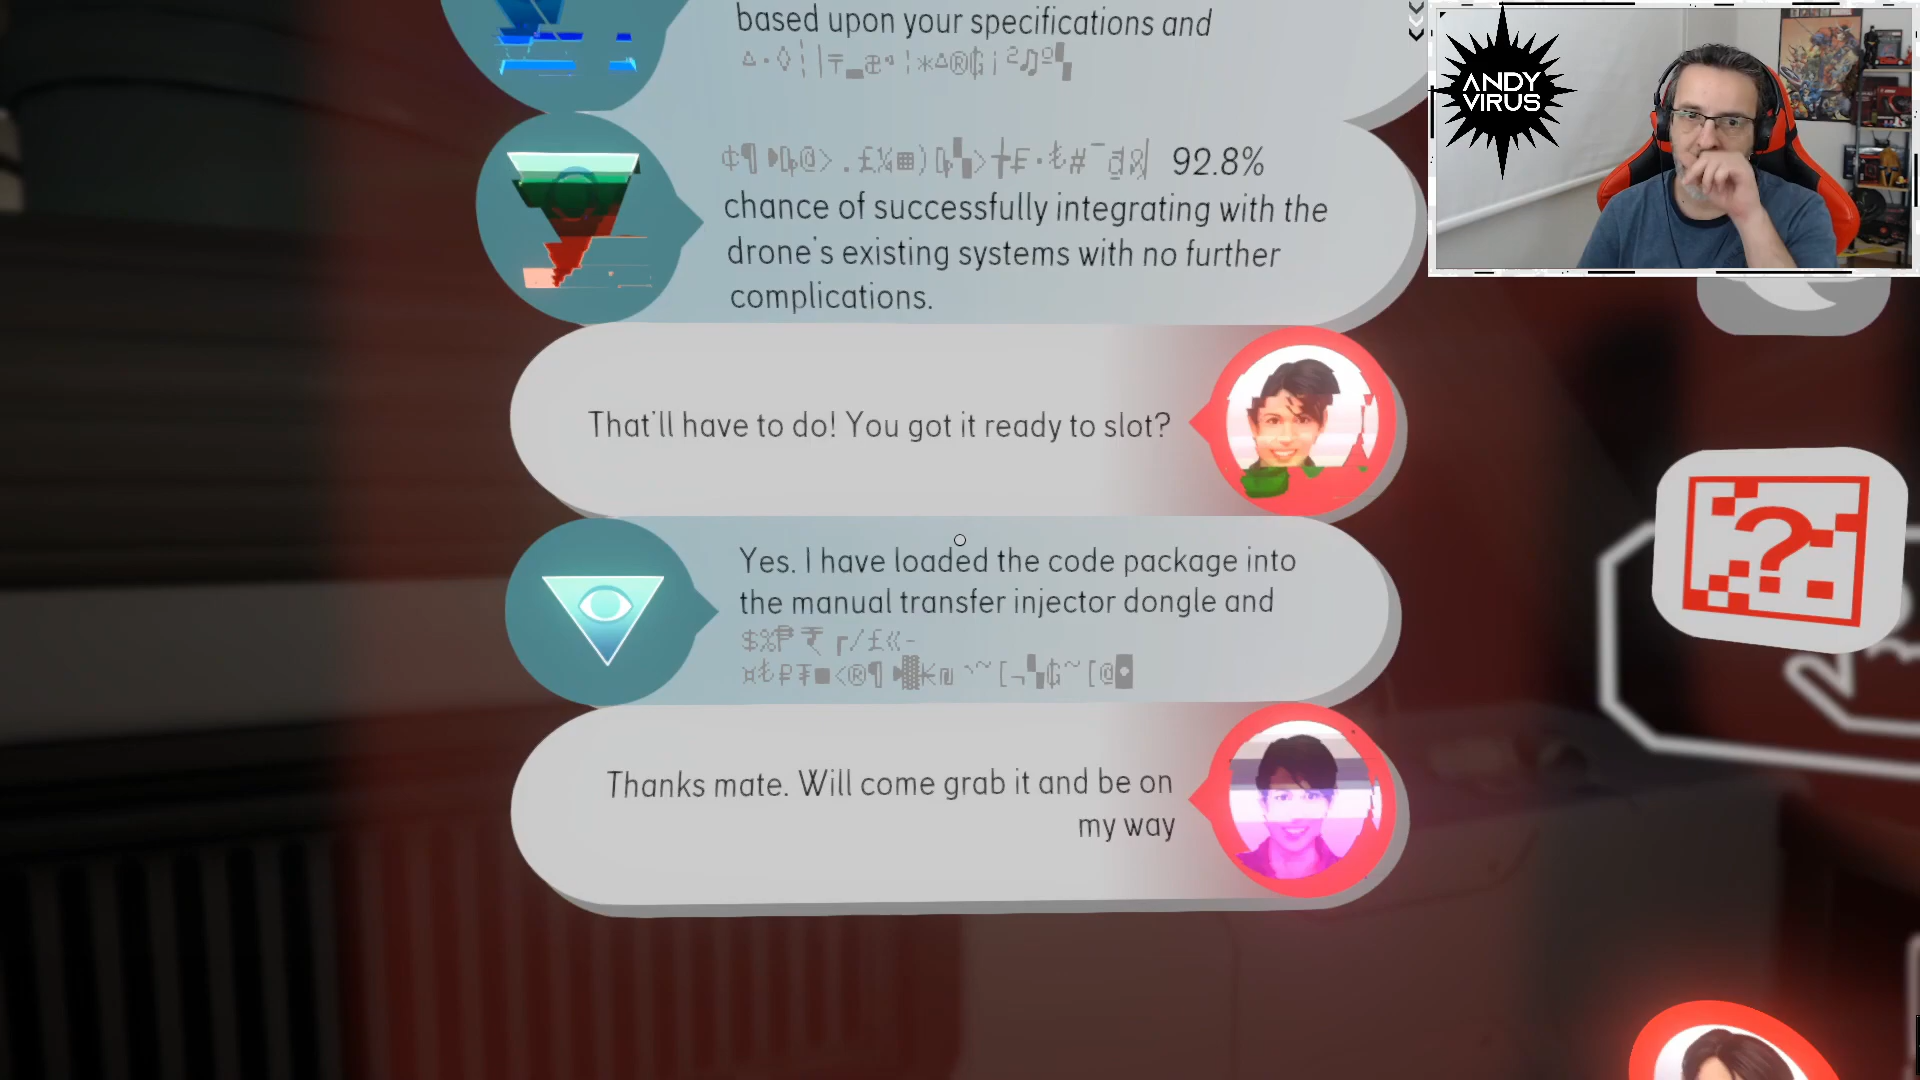 based upon your specifications and
ANDY
VIRUS
92.8%
chance of successfully integrating with the
drone's existing systems with no further
complications.
That'll have to do! You got it ready to slot?
?
Yes. I have loaded the code package into
the manual transfer injector dongle and
Thanks mate. Will come grab it and be on
my way